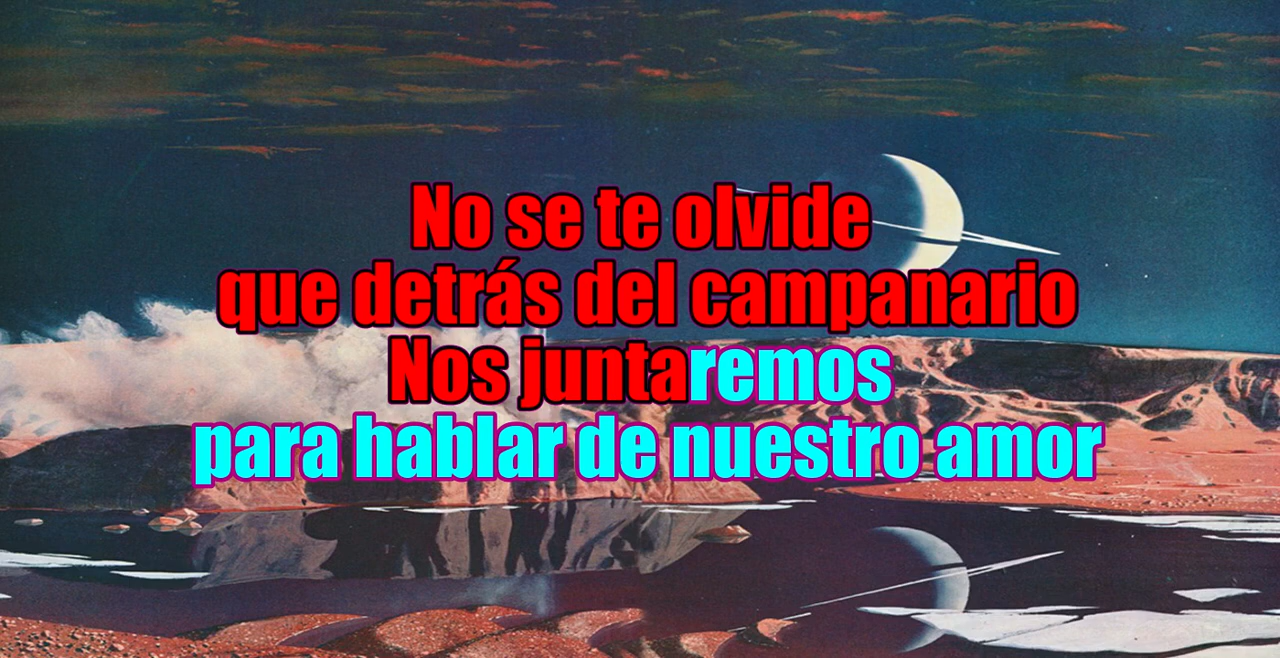 No se te olvide
que detrás del campanario
Nos juntaremos
para hablar de nuestro amor